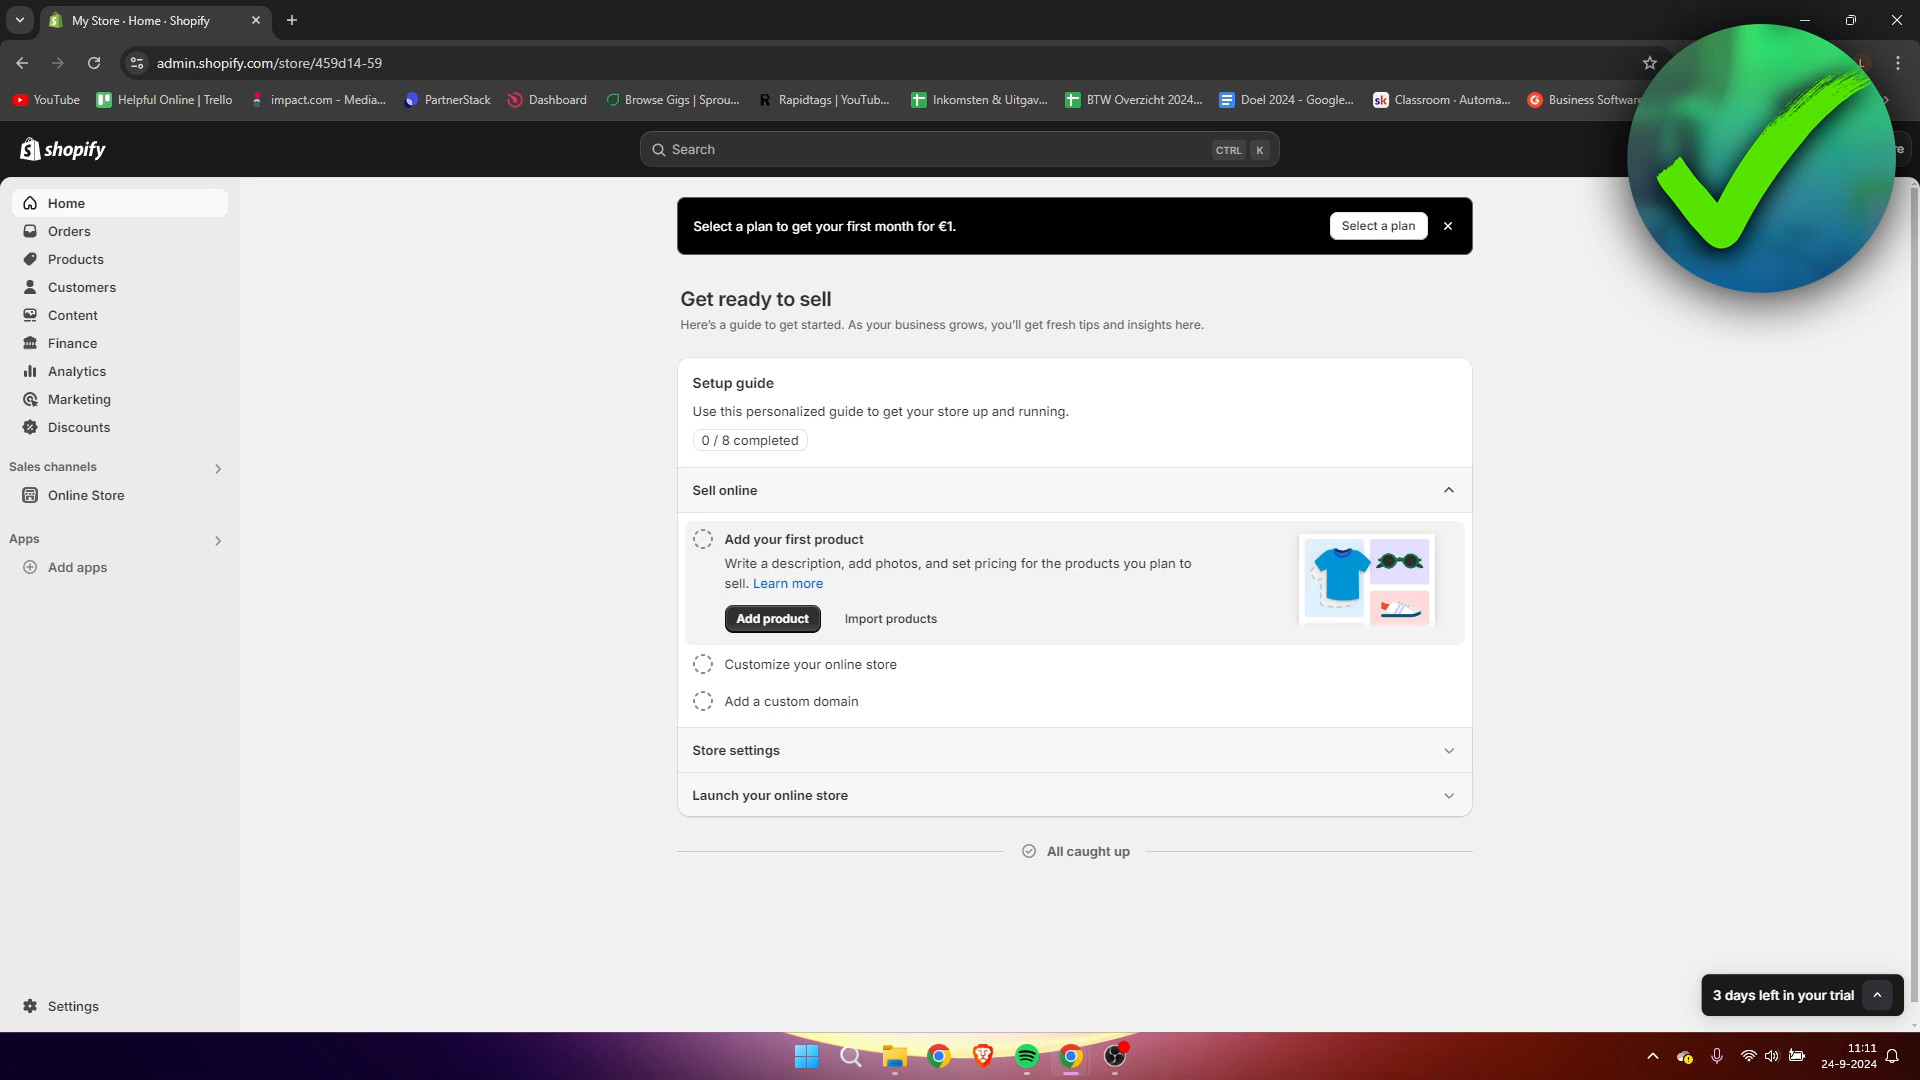 My Store · Home · Shopify
admin.shopify.com/store/459d14-59
YouTube
Helpful Online | Trello
impact.com - Media...
PartnerStack
Dashboard
Browse Gigs | Sprou...
Rapidtags | YouTub...
Inkomsten & Uitgav...
BTW Overzicht 2024...
Doel 2024 - Google...
sk
Classroom · Automa...
Business Software
shopify
Search
CTRL
K
re
Home
Orders
Products
Customers
Content
Finance
Analytics
Marketing
Discounts
Sales channels
Online Store
Apps
Add apps
Settings
Select a plan to get your first month for €1.
Select a plan
Get ready to sell
Here's a guide to get started. As your business grows, you'll get fresh tips and insights here.
Setup guide
Use this personalized guide to get your store up and running.
0 / 8 completed
Sell online
Add your first product
Write a description, add photos, and set pricing for the products you plan to
sell. Learn more
Add product
Import products
Customize your online store
Add a custom domain
Store settings
Launch your online store
All caught up
3 days left in your trial
11:11
24-9-2024